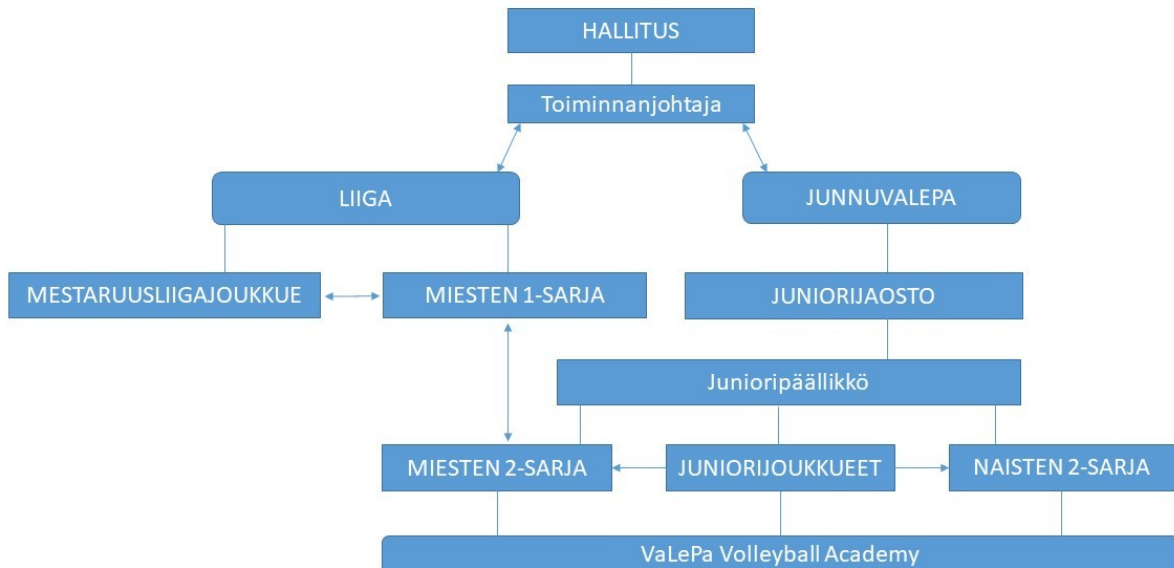 HALLITUS
Toiminnanjohtaja
LIIGA
JUNNUVALEPA
MESTARUUSLIIGAJOUKKUE
MIESTEN 1-SARJA
JUNIORIJAOSTO
Junioripäällikkö
MIESTEN 2-SARJA
JUNIORIJOUKKUEET
NAISTEN 2-SARJA
VaLePa Volleyball Academy